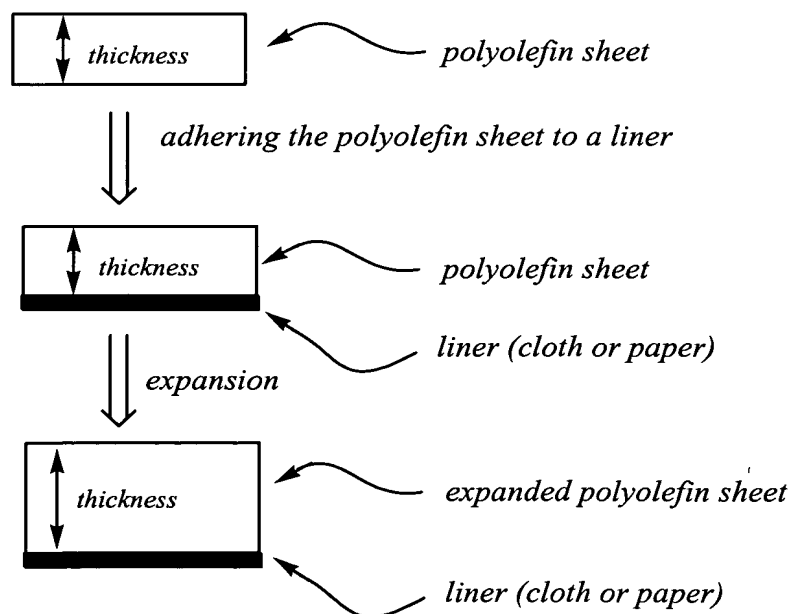 thickness
polyolefin sheet
adhering the polyolefin sheet to a liner
thickness
polyolefin sheet
liner (cloth or paper)
expansion
thickness
expanded polyolefin sheet
liner (cloth or paper)